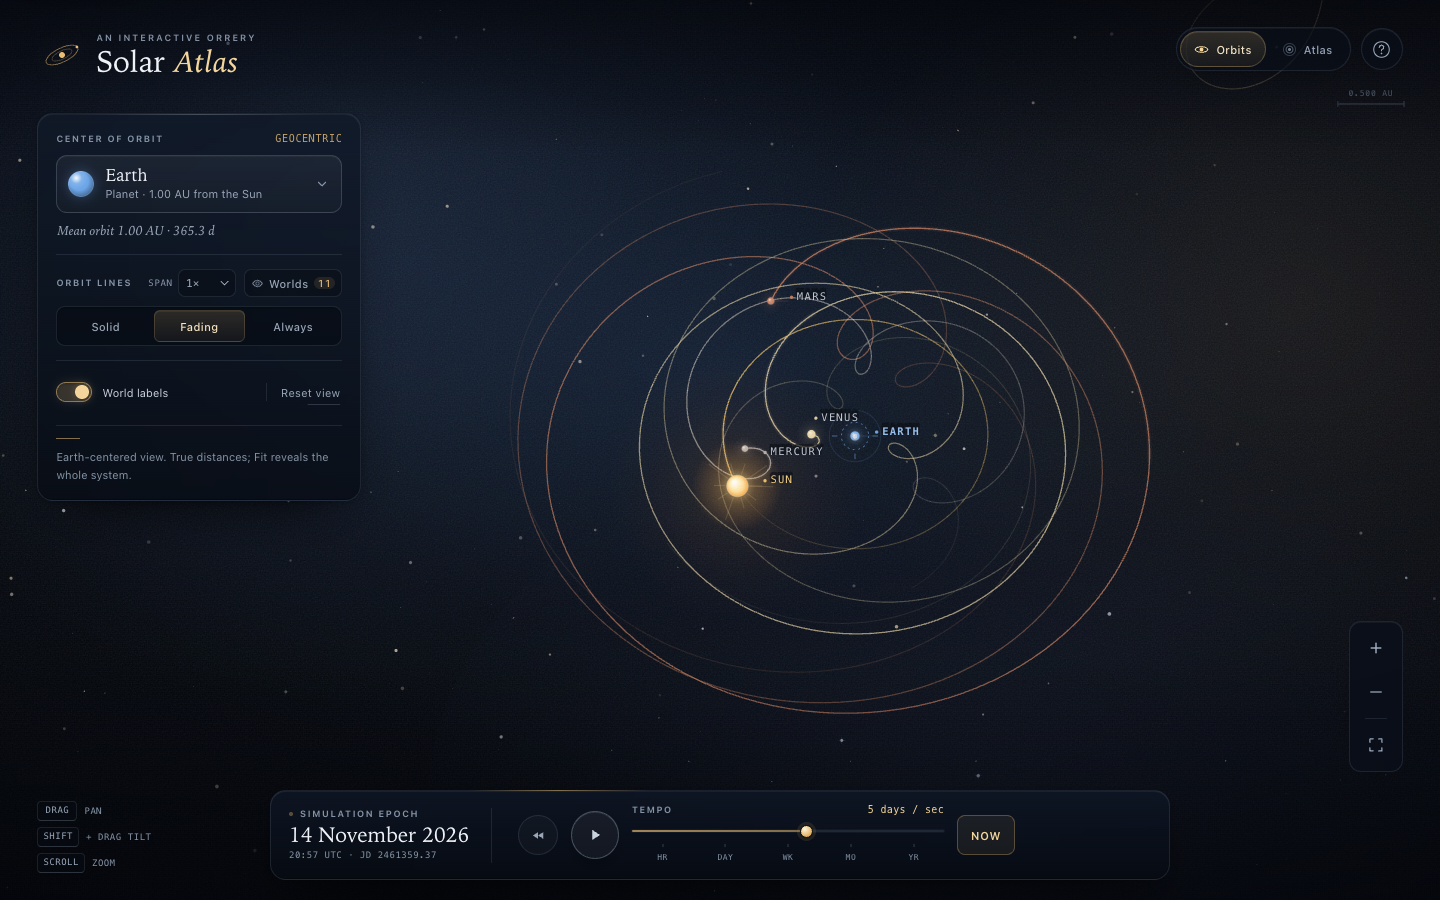 AN INTERACTIVE ORRERY
Solar Atlas
Orbits
Atlas
?
0.500 AU
CENTER OF ORBIT
GEOCENTRIC
Earth
Planet · 1.00 AU from the Sun
Mean orbit 1.00 AU · 365.3 d
ORBIT LINES
SPAN
1×
Worlds 11
Solid
Fading
Always
World labels
Reset view
Earth-centered view. True distances; Fit reveals the
whole system.
MARS
VENUS
EARTH
MERCURY
SUN
DRAG PAN
SHIFT + DRAG TILT
SCROLL ZOOM
SIMULATION EPOCH
14 November 2026
20:57 UTC · JD 2461359.37
TEMPO
5 days / sec
HR DAY WK MO YR
NOW